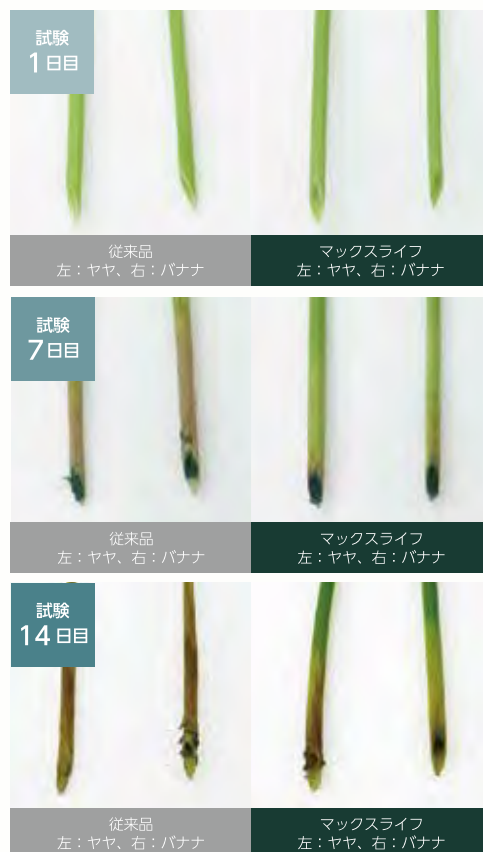 試験
1日目
従来品
左：ヤヤ、右：バナナ
マックスライフ
左：ヤヤ、右：バナナ
試験
7日目
従来品
左：ヤヤ、右：バナナ
マックスライフ
左：ヤヤ、右：バナナ
試験
14日目
従来品
左：ヤヤ、右：バナナ
マックスライフ
左：ヤヤ、右：バナナ